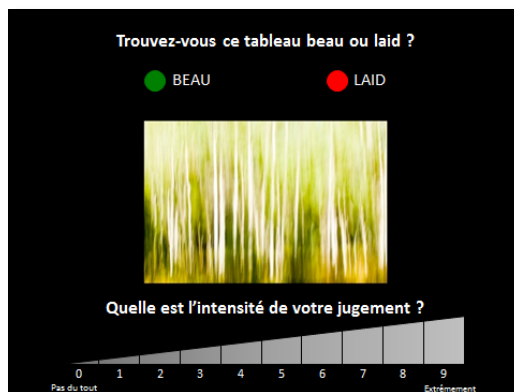 Trouvez-vous ce tableau beau ou laid ?
BEAU LAID
Quelle est l'intensité de votre jugement ?
0 1 2 3 4 5 6 7 8 9
Pas du tout Extrêmement